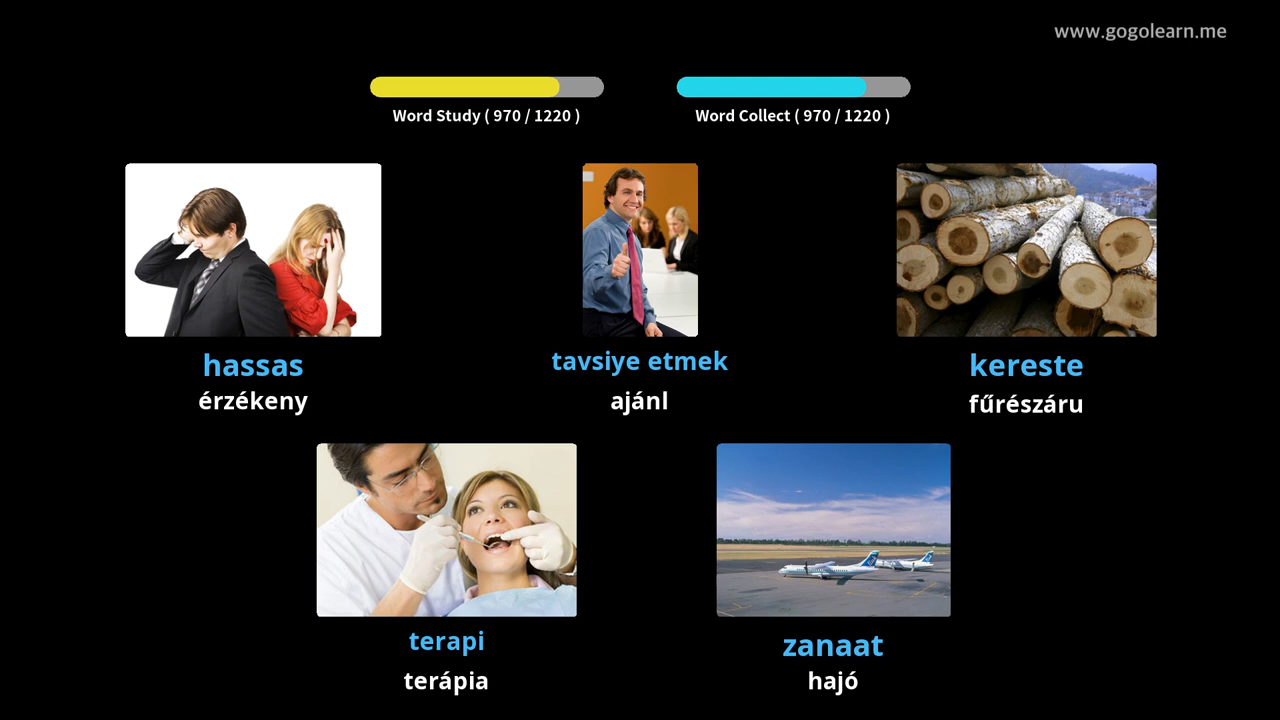 www.gogolearn.me
Word Study ( 970 / 1220 )
Word Collect ( 970 / 1220 )
hassas
érzékeny
tavsiye etmek
ajánl
kereste
fűrészáru
terapi
terápia
zanaat
hajó